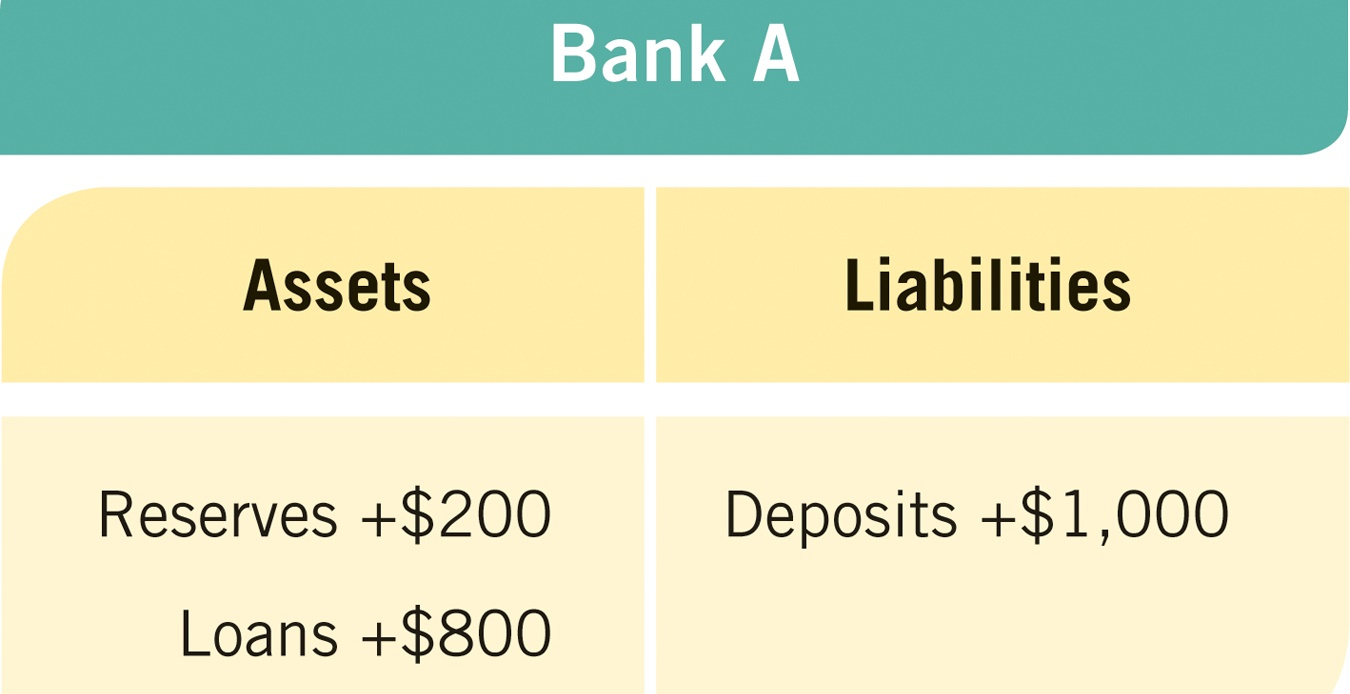 Bank A
Assets
Liabilities
Reserves +$200
Deposits +$1,000
Loans +$800